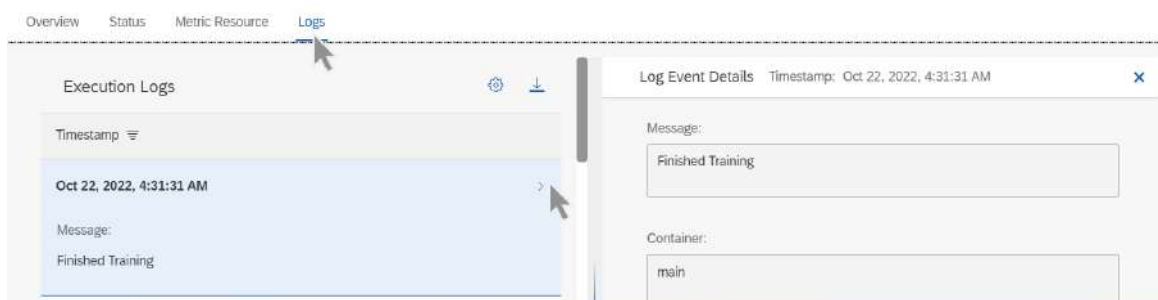 Overview Status Metric Resource Logs
Execution Logs
Timestamp
Oct 22, 2022, 4:31:31 AM
Message:
Finished Training
Log Event Details Timestamp: Oct 22, 2022, 4:31:31 AM
Message:
Finished Training
Container:
main